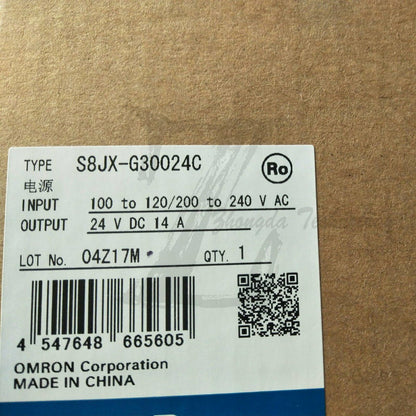 TYPE S8JX-G30024C Ro
电源
INPUT 100 to 120/200 to 240 V AC
OUTPUT 24 V DC 14 A
LOT No. 04Z17M QTY. 1
4 547648 665605
OMRON Corporation
MADE IN CHINA